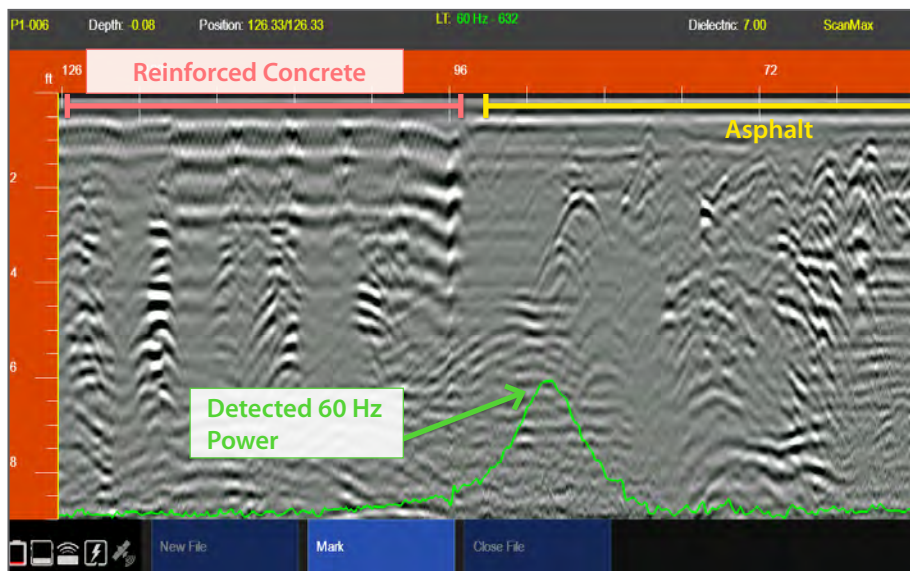 P1-006 Depth: -0.08 Position: 126.33/126.33 LT: 60 Hz - 632 Dielectric: 7.00 ScanMax
ft 126 96 72
Reinforced Concrete
Asphalt
2
4
6
Detected 60 Hz
Power
8
New File Mark Close File